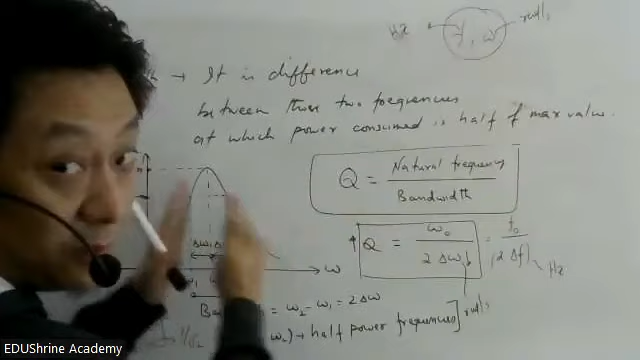 Hz f, ω rad/s
→ It is difference
between those two frequencies
at which power consumed is half of max value.
Q = Natural frequency / Bandwidth
↑ Q = ω₀ / 2Δω↓ = f₀ / (2Δf) Hz
→ ω
= ω₂ - ω₁ = 2Δω
ω₂) → half power frequencies] rad/s
EDUShrine Academy